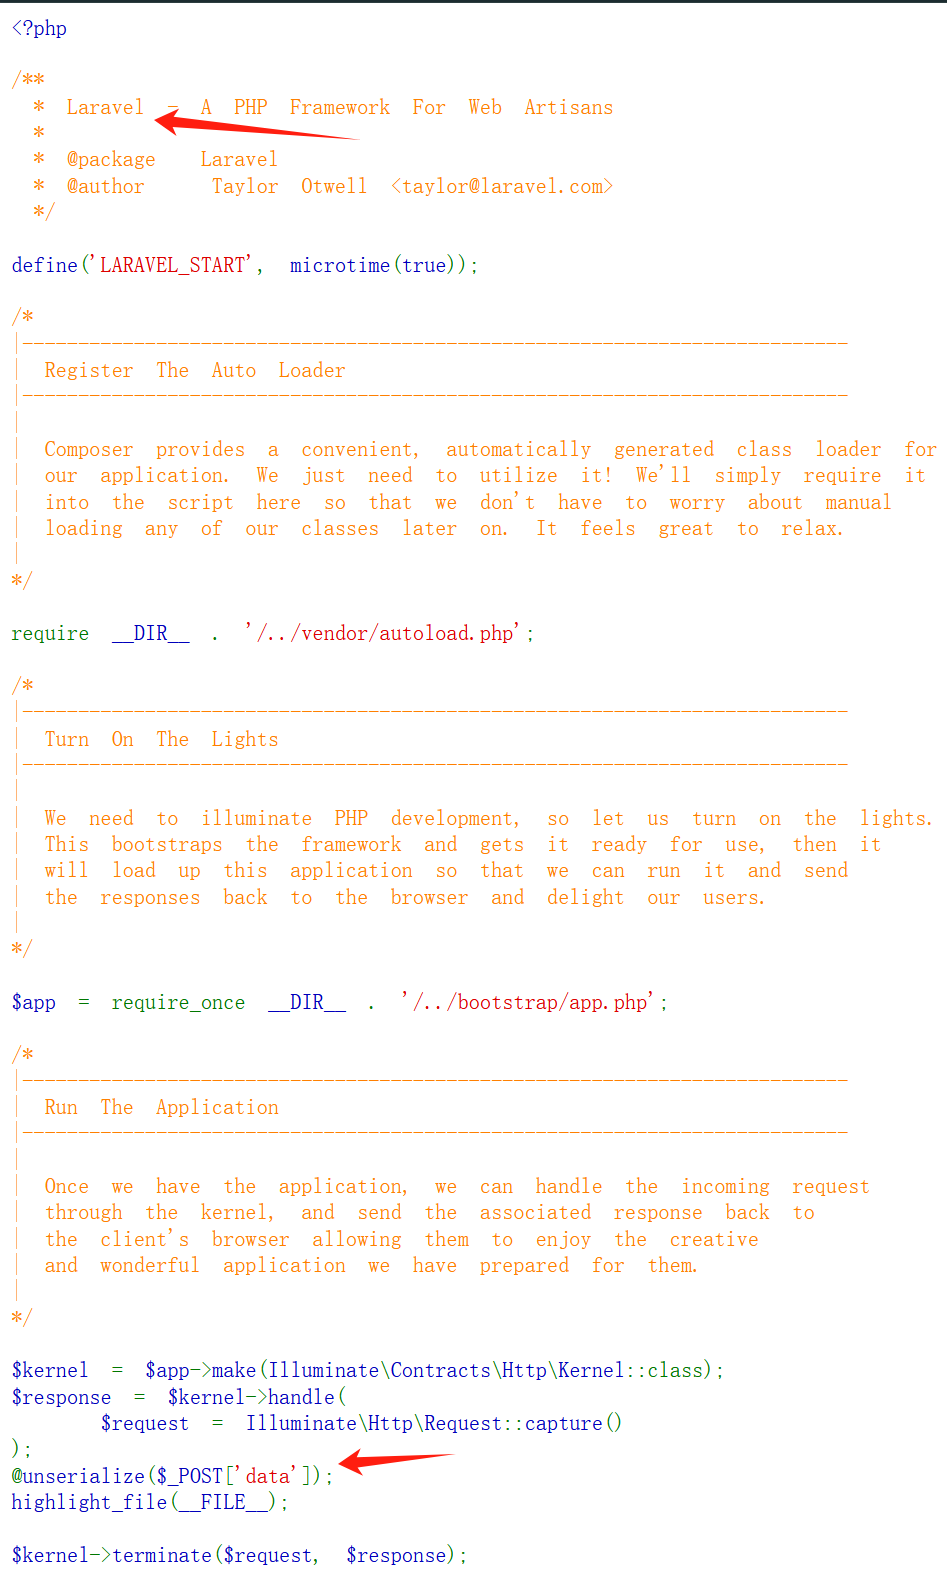 <?php
/**
* Laravel - A PHP Framework For Web Artisans
*
* @package Laravel
* @author Taylor Otwell <taylor@laravel.com>
*/
define('LARAVEL_START', microtime(true));
/*
|--------------------------------------------------------------------------
| Register The Auto Loader
|--------------------------------------------------------------------------
|
| Composer provides a convenient, automatically generated class loader for
| our application. We just need to utilize it! We'll simply require it
| into the script here so that we don't have to worry about manual
| loading any of our classes later on. It feels great to relax.
|
*/
require __DIR__ . '/../vendor/autoload.php';
/*
|--------------------------------------------------------------------------
| Turn On The Lights
|--------------------------------------------------------------------------
|
| We need to illuminate PHP development, so let us turn on the lights.
| This bootstraps the framework and gets it ready for use, then it
| will load up this application so that we can run it and send
| the responses back to the browser and delight our users.
|
*/
$app = require_once __DIR__ . '/../bootstrap/app.php';
/*
|--------------------------------------------------------------------------
| Run The Application
|--------------------------------------------------------------------------
|
| Once we have the application, we can handle the incoming request
| through the kernel, and send the associated response back to
| the client's browser allowing them to enjoy the creative
| and wonderful application we have prepared for them.
|
*/
$kernel = $app->make(Illuminate\Contracts\Http\Kernel::class);
$response = $kernel->handle(
$request = Illuminate\Http\Request::capture()
);
@unserialize($_POST['data']);
highlight_file(__FILE__);
$kernel->terminate($request, $response);